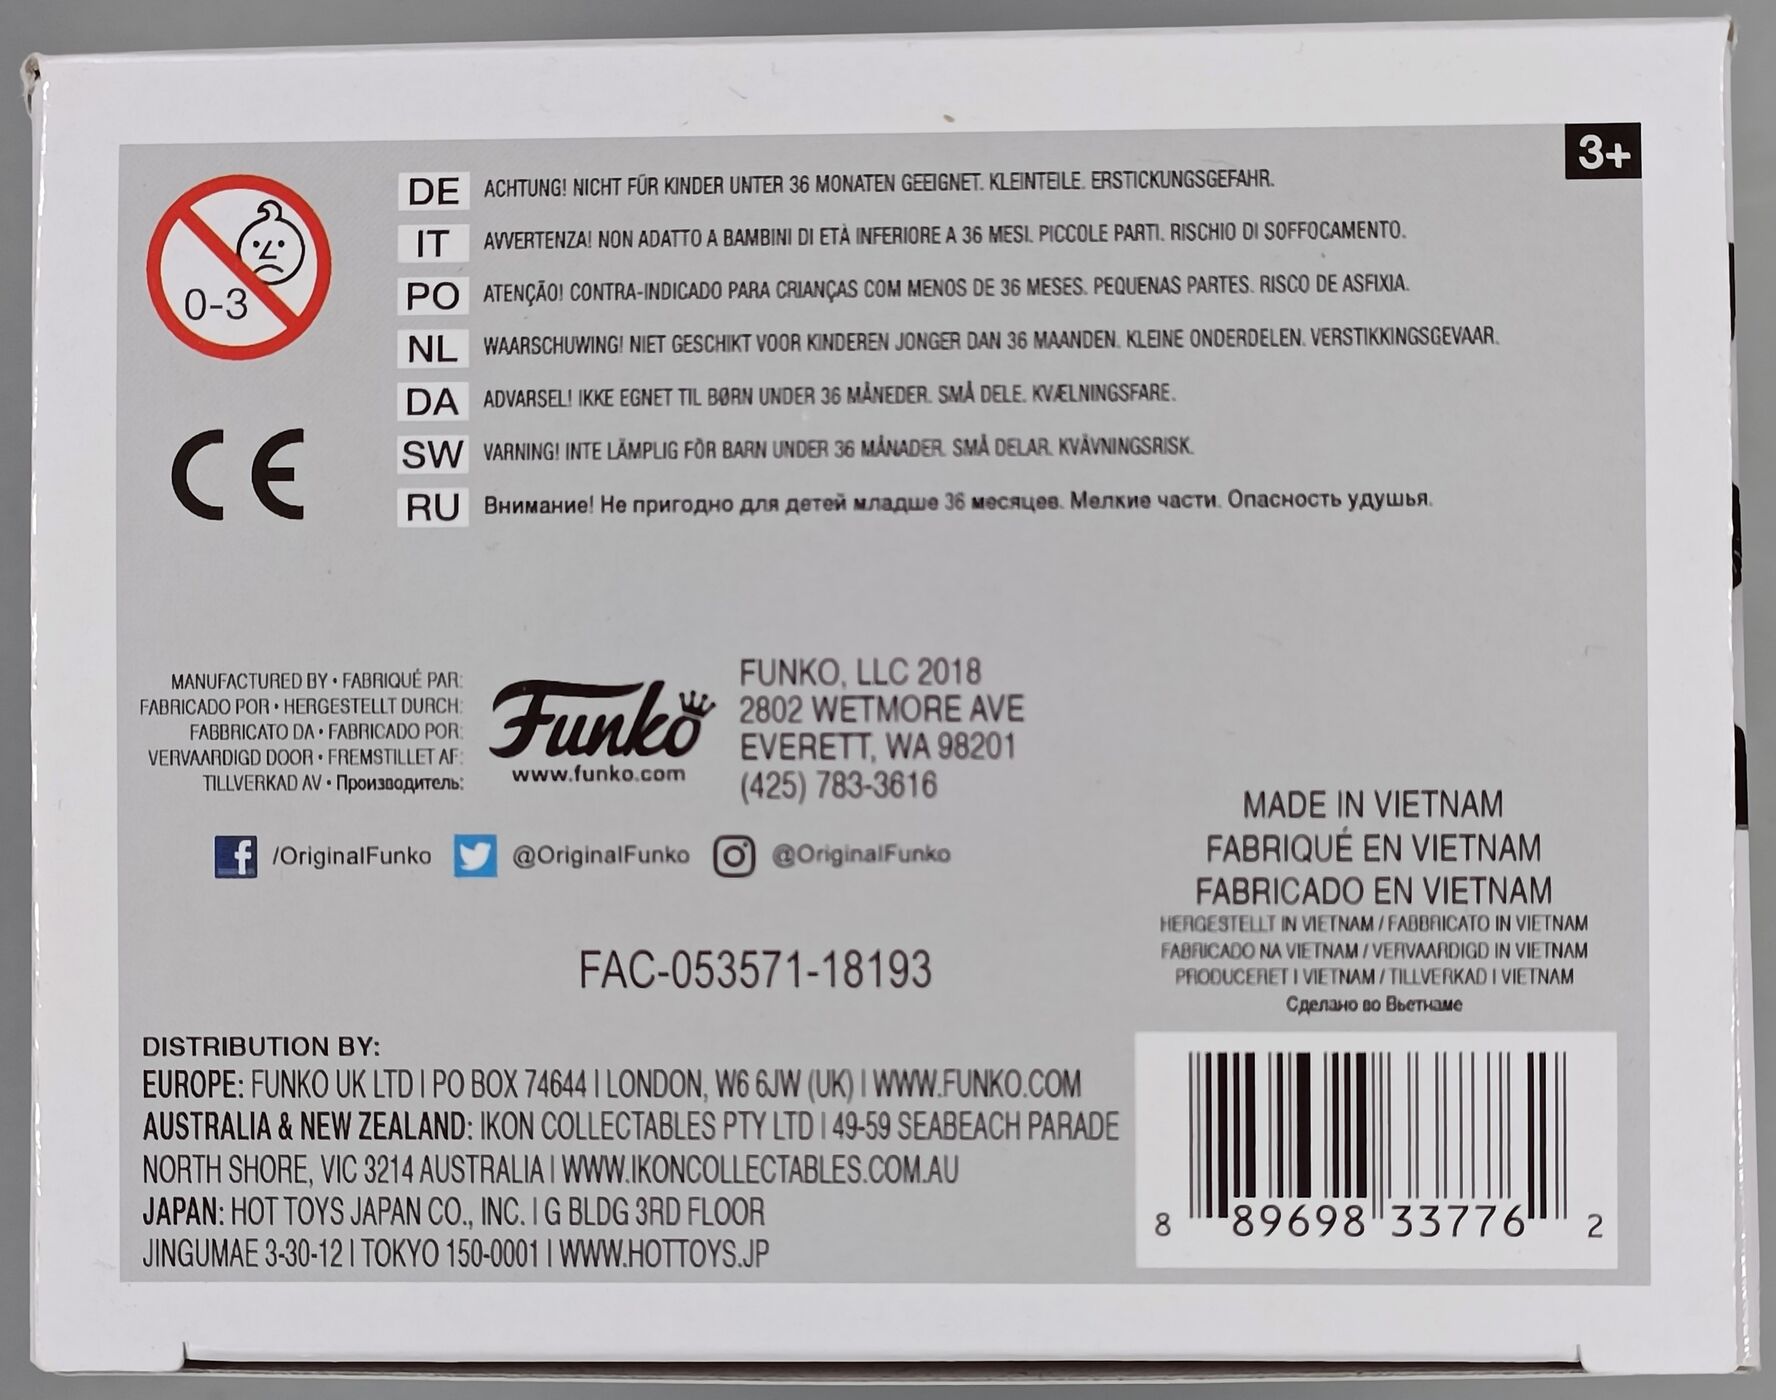 3+
0-3
DE ACHTUNG! NICHT FÜR KINDER UNTER 36 MONATEN GEEIGNET. KLEINTEILE. ERSTICKUNGSGEFAHR.
IT AVVERTENZA! NON ADATTO A BAMBINI DI ETÀ INFERIORE A 36 MESI. PICCOLE PARTI. RISCHIO DI SOFFOCAMENTO.
PO ATENÇÃO! CONTRA-INDICADO PARA CRIANÇAS COM MENOS DE 36 MESES. PEQUENAS PARTES. RISCO DE ASFIXIA.
NL WAARSCHUWING! NIET GESCHIKT VOOR KINDEREN JONGER DAN 36 MAANDEN. KLEINE ONDERDELEN. VERSTIKKINGSGEVAAR.
DA ADVARSEL! IKKE EGNET TIL BØRN UNDER 36 MÅNEDER. SMÅ DELE. KVÆLNINGSFARE.
SW VARNING! INTE LÄMPLIG FÖR BARN UNDER 36 MÅNADER. SMÅ DELAR. KVÄVNINGSRISK.
RU Внимание! Не пригодно для детей младше 36 месяцев. Мелкие части. Опасность удушья.
CE
MANUFACTURED BY • FABRIQUÉ PAR:
FABRICADO POR • HERGESTELLT DURCH:
FABBRICATO DA • FABRICADO POR:
VERVAARDIGD DOOR • FREMSTILLET AF:
TILLVERKAD AV • Производитель:
Funko
www.funko.com
FUNKO, LLC 2018
2802 WETMORE AVE
EVERETT, WA 98201
(425) 783-3616
/OriginalFunko @OriginalFunko @OriginalFunko
MADE IN VIETNAM
FABRIQUÉ EN VIETNAM
FABRICADO EN VIETNAM
HERGESTELLT IN VIETNAM / FABBRICATO IN VIETNAM
FABRICADO NA VIETNAM / VERVAARDIGD IN VIETNAM
PRODUCERET I VIETNAM / TILLVERKAD I VIETNAM
Сделано во Вьетнаме
FAC-053571-18193
DISTRIBUTION BY:
EUROPE: FUNKO UK LTD | PO BOX 74644 | LONDON, W6 6JW (UK) | WWW.FUNKO.COM
AUSTRALIA & NEW ZEALAND: IKON COLLECTABLES PTY LTD | 49-59 SEABEACH PARADE
NORTH SHORE, VIC 3214 AUSTRALIA | WWW.IKONCOLLECTABLES.COM.AU
JAPAN: HOT TOYS JAPAN CO., INC. | G BLDG 3RD FLOOR
JINGUMAE 3-30-12 | TOKYO 150-0001 | WWW.HOTTOYS.JP
8 89698 33776 2